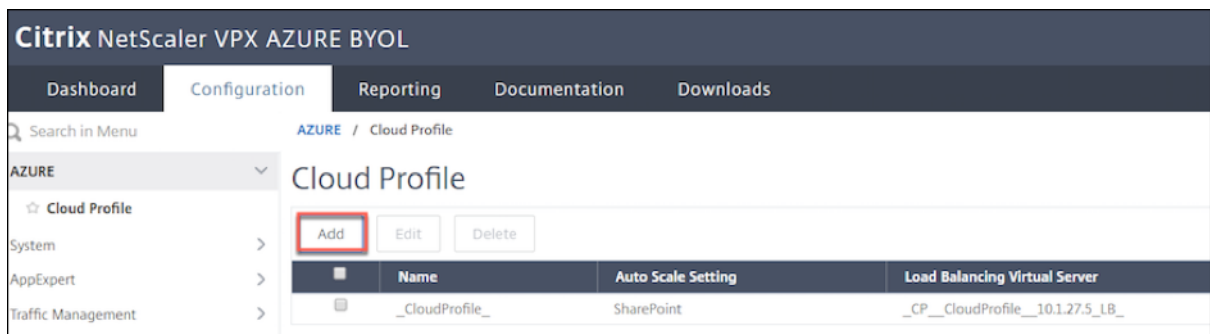 Citrix NetScaler VPX AZURE BYOL
Dashboard Configuration Reporting Documentation Downloads
Search in Menu
AZURE / Cloud Profile
AZURE
Cloud Profile
Cloud Profile
Add Edit Delete
System
AppExpert
Traffic Management
Name Auto Scale Setting Load Balancing Virtual Server
_CloudProfile_ SharePoint _CP__CloudProfile__10.1.27.5_LB_